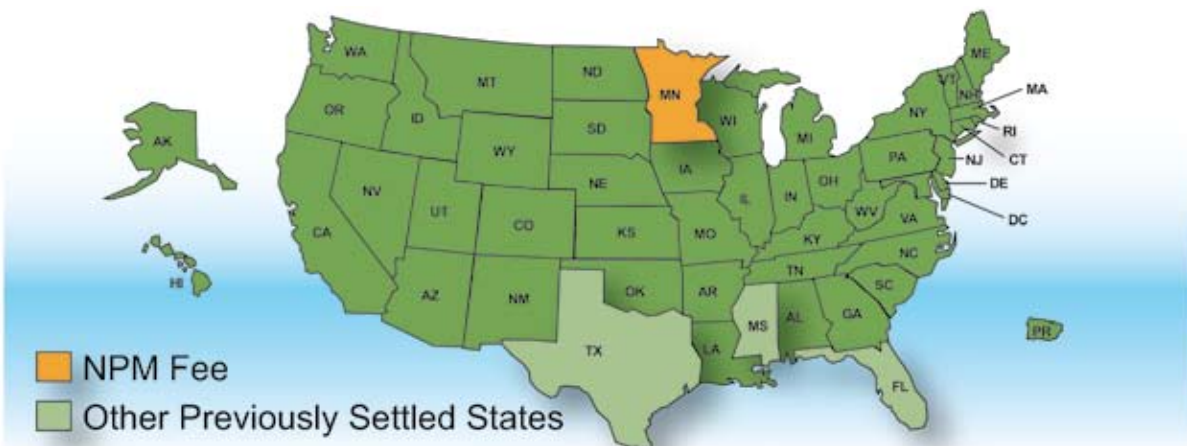 WA
MT
ND
MN
ME
VT
NH
MA
OR
ID
SD
WI
NY
MI
RI
AK
WY
PA
CT
NJ
IA
NE
NV
OH
DE
IL
IN
UT
WV
VA
DC
CO
CA
KS
MO
KY
NC
HI
TN
AZ
NM
OK
AR
SC
MS
AL
GA
PR
TX
LA
FL
NPM Fee
Other Previously Settled States